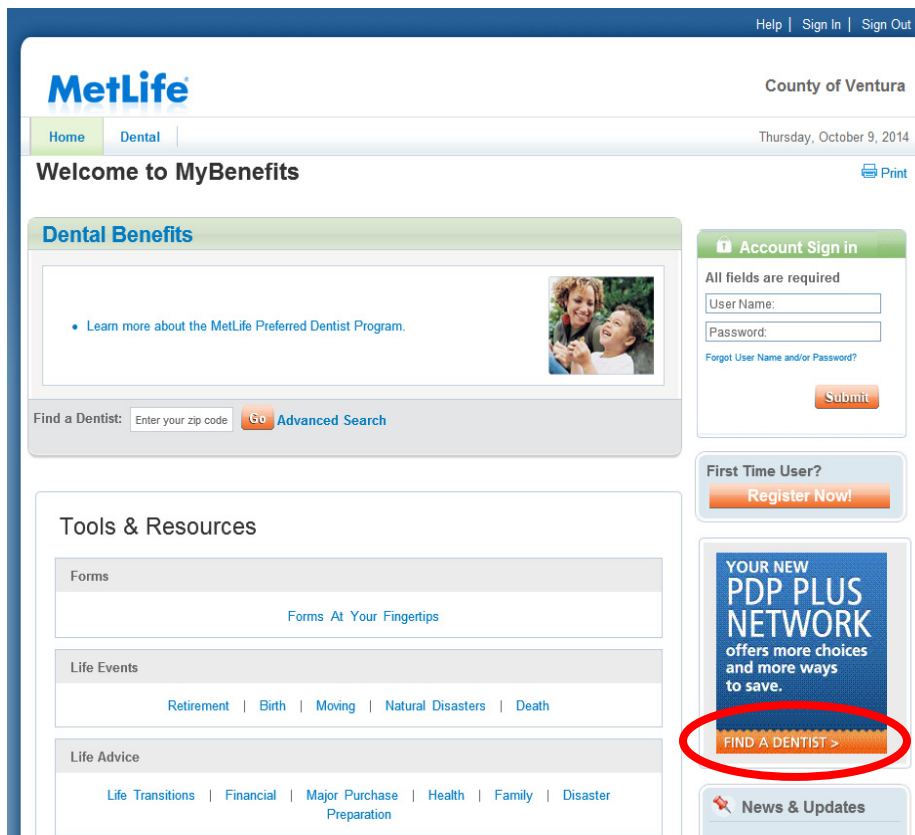 Help | Sign In | Sign Out
MetLife
County of Ventura
Home Dental
Thursday, October 9, 2014
Welcome to MyBenefits
Print
Dental Benefits
• Learn more about the MetLife Preferred Dentist Program.
Find a Dentist: Enter your zip code Go Advanced Search
Account Sign in
All fields are required
User Name:
Password:
Forgot User Name and/or Password?
Submit
First Time User?
Register Now!
Tools & Resources
Forms
Forms At Your Fingertips
Life Events
Retirement | Birth | Moving | Natural Disasters | Death
Life Advice
Life Transitions | Financial | Major Purchase | Health | Family | Disaster
Preparation
YOUR NEW
PDP PLUS
NETWORK
offers more choices
and more ways
to save.
FIND A DENTIST >
News & Updates